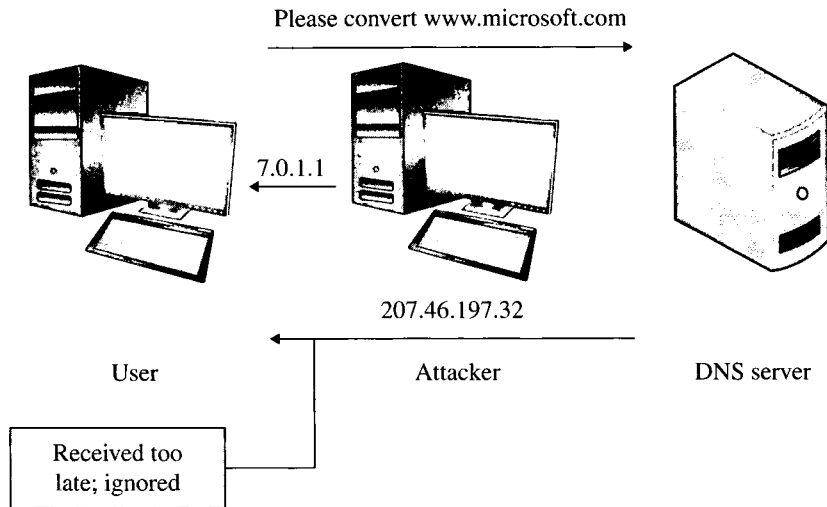 Please convert www.microsoft.com
7.0.1.1
207.46.197.32
User
Attacker
DNS server
Received too
late; ignored